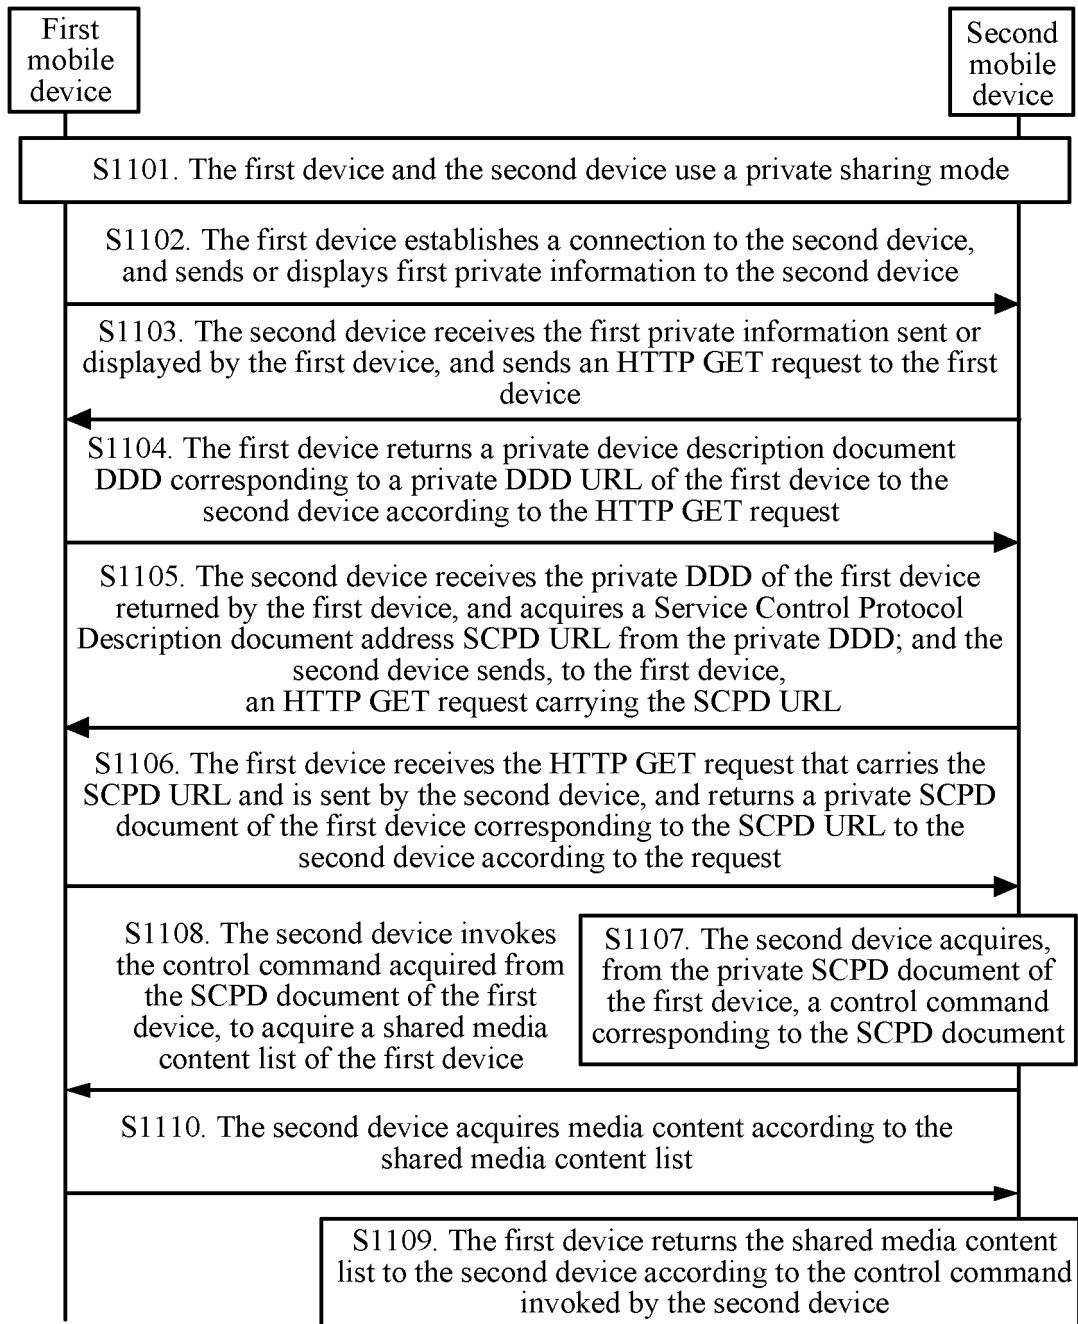 First
mobile
device
Second
mobile
device
S1101. The first device and the second device use a private sharing mode
S1102. The first device establishes a connection to the second device,
and sends or displays first private information to the second device
S1103. The second device receives the first private information sent or
displayed by the first device, and sends an HTTP GET request to the first
device
S1104. The first device returns a private device description document
DDD corresponding to a private DDD URL of the first device to the
second device according to the HTTP GET request
S1105. The second device receives the private DDD of the first device
returned by the first device, and acquires a Service Control Protocol
Description document address SCPD URL from the private DDD; and the
second device sends, to the first device,
an HTTP GET request carrying the SCPD URL
S1106. The first device receives the HTTP GET request that carries the
SCPD URL and is sent by the second device, and returns a private SCPD
document of the first device corresponding to the SCPD URL to the
second device according to the request
S1108. The second device invokes
the control command acquired from
the SCPD document of the first
device, to acquire a shared media
content list of the first device
S1107. The second device acquires,
from the private SCPD document of
the first device, a control command
corresponding to the SCPD document
S1110. The second device acquires media content according to the
shared media content list
S1109. The first device returns the shared media content
list to the second device according to the control command
invoked by the second device